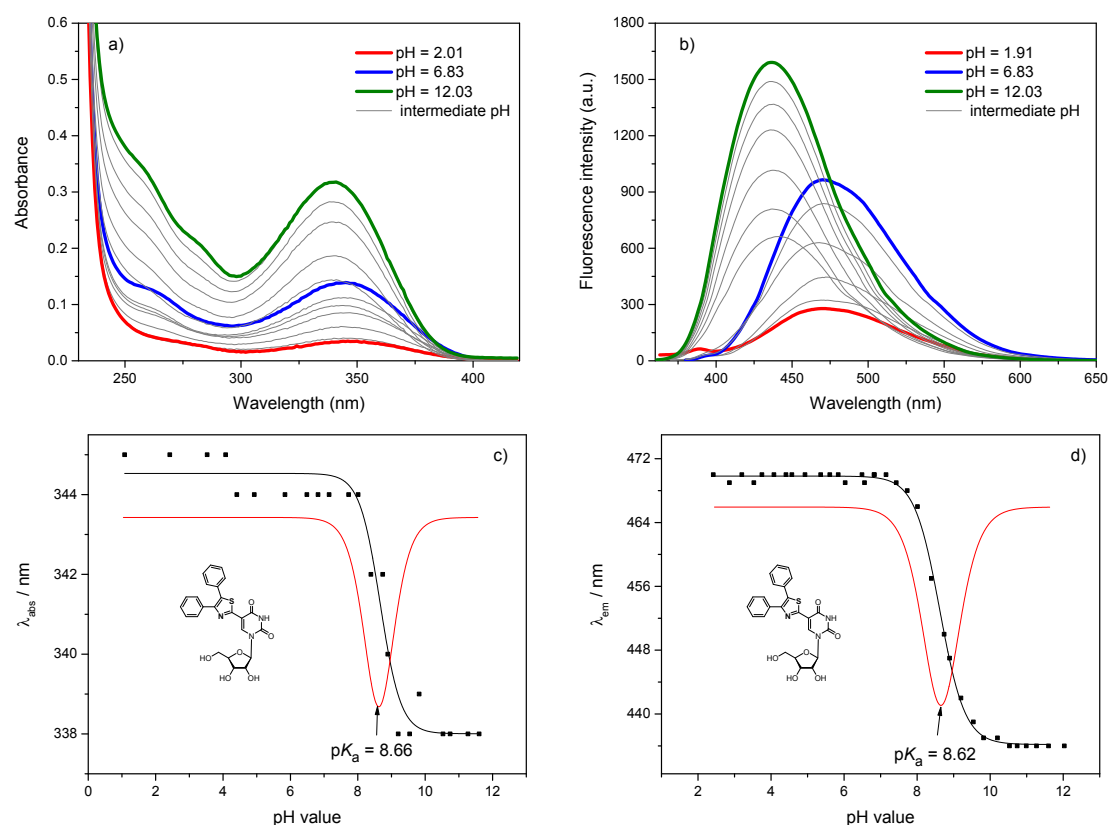 a)
pH = 2.01
pH = 6.83
pH = 12.03
intermediate pH
0.6
0.5
0.4
0.3
0.2
0.1
0.0
Absorbance
250
300
350
400
Wavelength (nm)
b)
pH = 1.91
pH = 6.83
pH = 12.03
intermediate pH
1800
1500
1200
900
600
300
0
Fluorescence intensity (a.u.)
400
450
500
550
600
650
Wavelength (nm)
c)
344
342
340
338
λabs / nm
S
N
O
NH
N
O
HO
O
OH OH
pKa = 8.66
0
2
4
6
8
10
12
pH value
d)
472
464
456
448
440
λem / nm
S
N
O
NH
N
O
HO
O
OH OH
pKa = 8.62
0
2
4
6
8
10
12
14
pH value